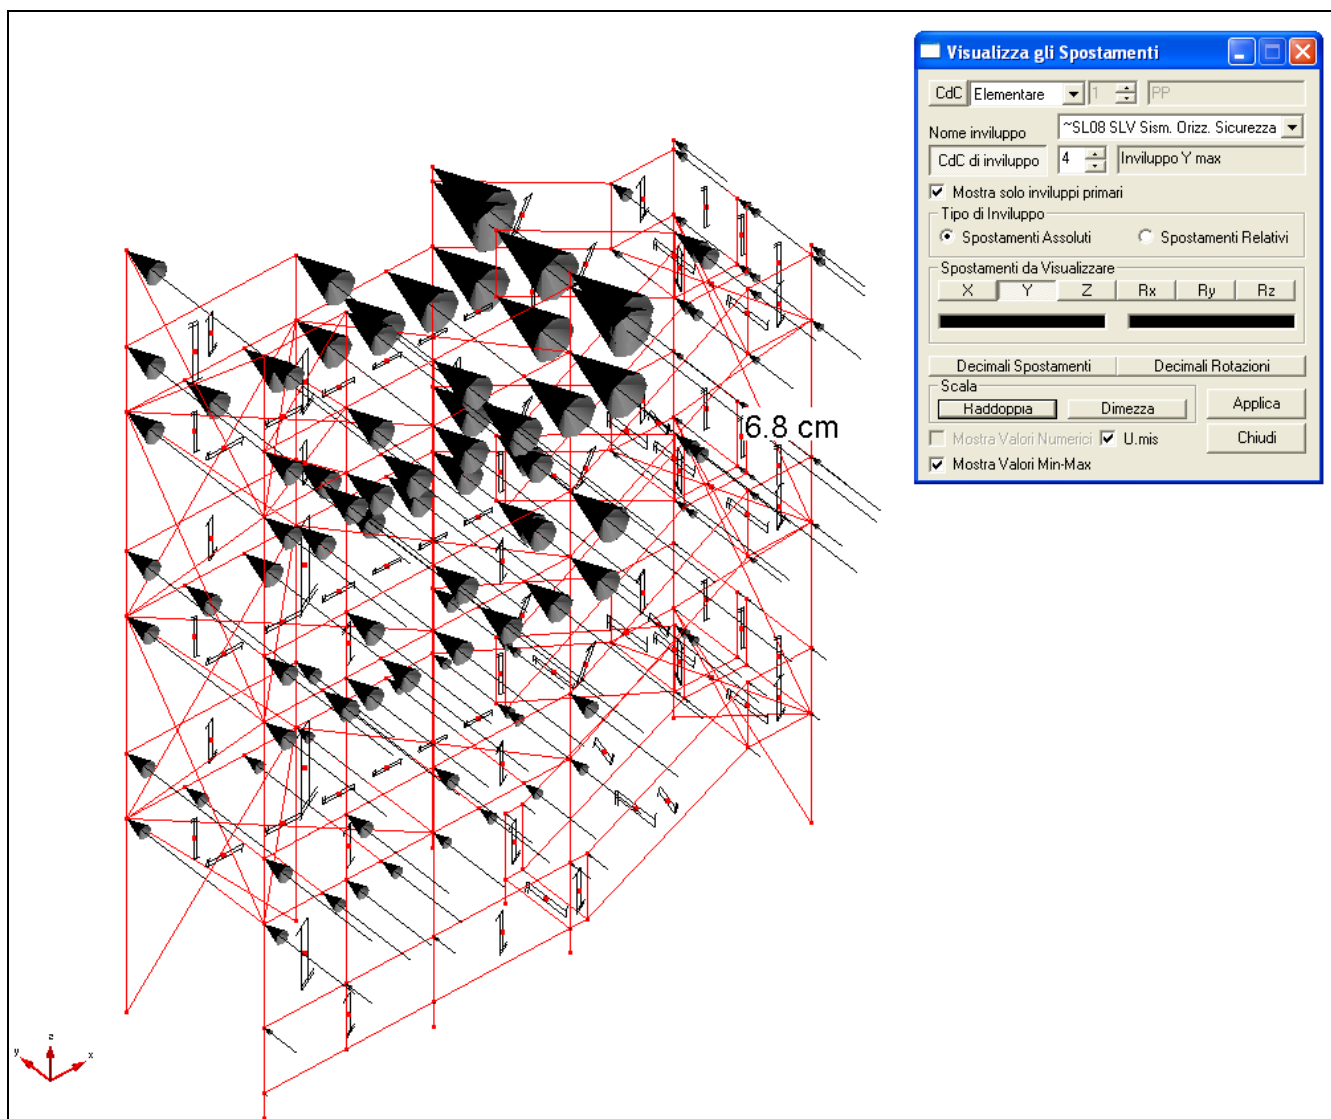 Visualizza gli Spostamenti
CdC Elementare 1 PP
Nome inviluppo ~SL08 SLV Sism. Orizz. Sicurezza
CdC di inviluppo 4 Inviluppo Y max
Mostra solo inviluppi primari
Tipo di Inviluppo
Spostamenti Assoluti Spostamenti Relativi
Spostamenti da Visualizzare
X Y Z Rx Ry Rz
Decimali Spostamenti Decimali Rotazioni
Scala
Raddoppia Dimezza Applica
Mostra Valori Numerici U.mis Chiudi
Mostra Valori Min-Max
6.8 cm
z
y x